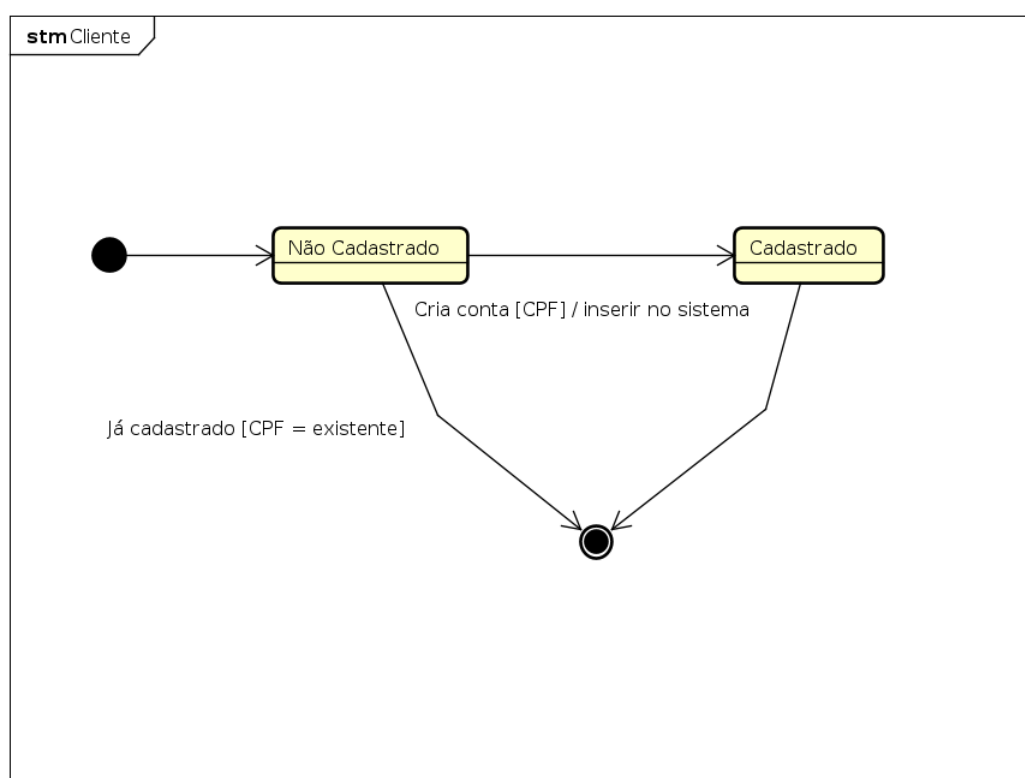 stm Cliente
Não Cadastrado
Cadastrado
Cria conta [CPF] / inserir no sistema
Já cadastrado [CPF = existente]